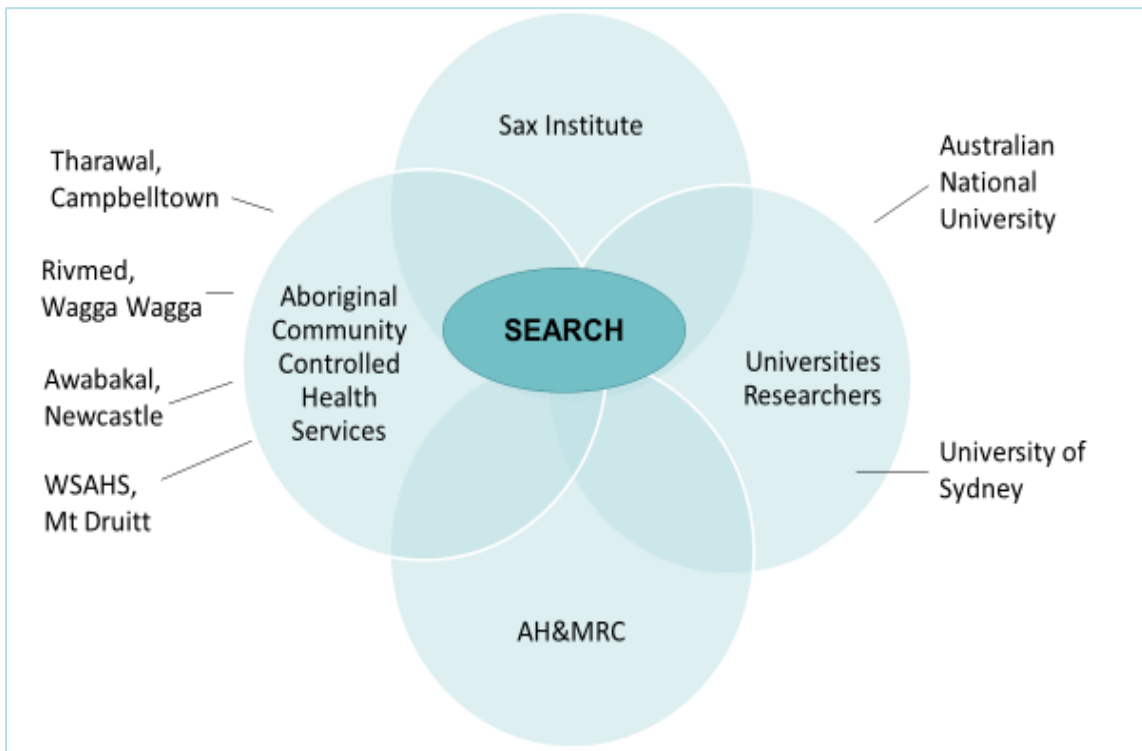 Sax Institute
Tharawal,
Campbelltown
Rivmed,
Wagga Wagga
Awabakal,
Newcastle
WSAHS,
Mt Druitt
Aboriginal
Community
Controlled
Health
Services
SEARCH
Universities
Researchers
Australian
National
University
University of
Sydney
AH&MRC